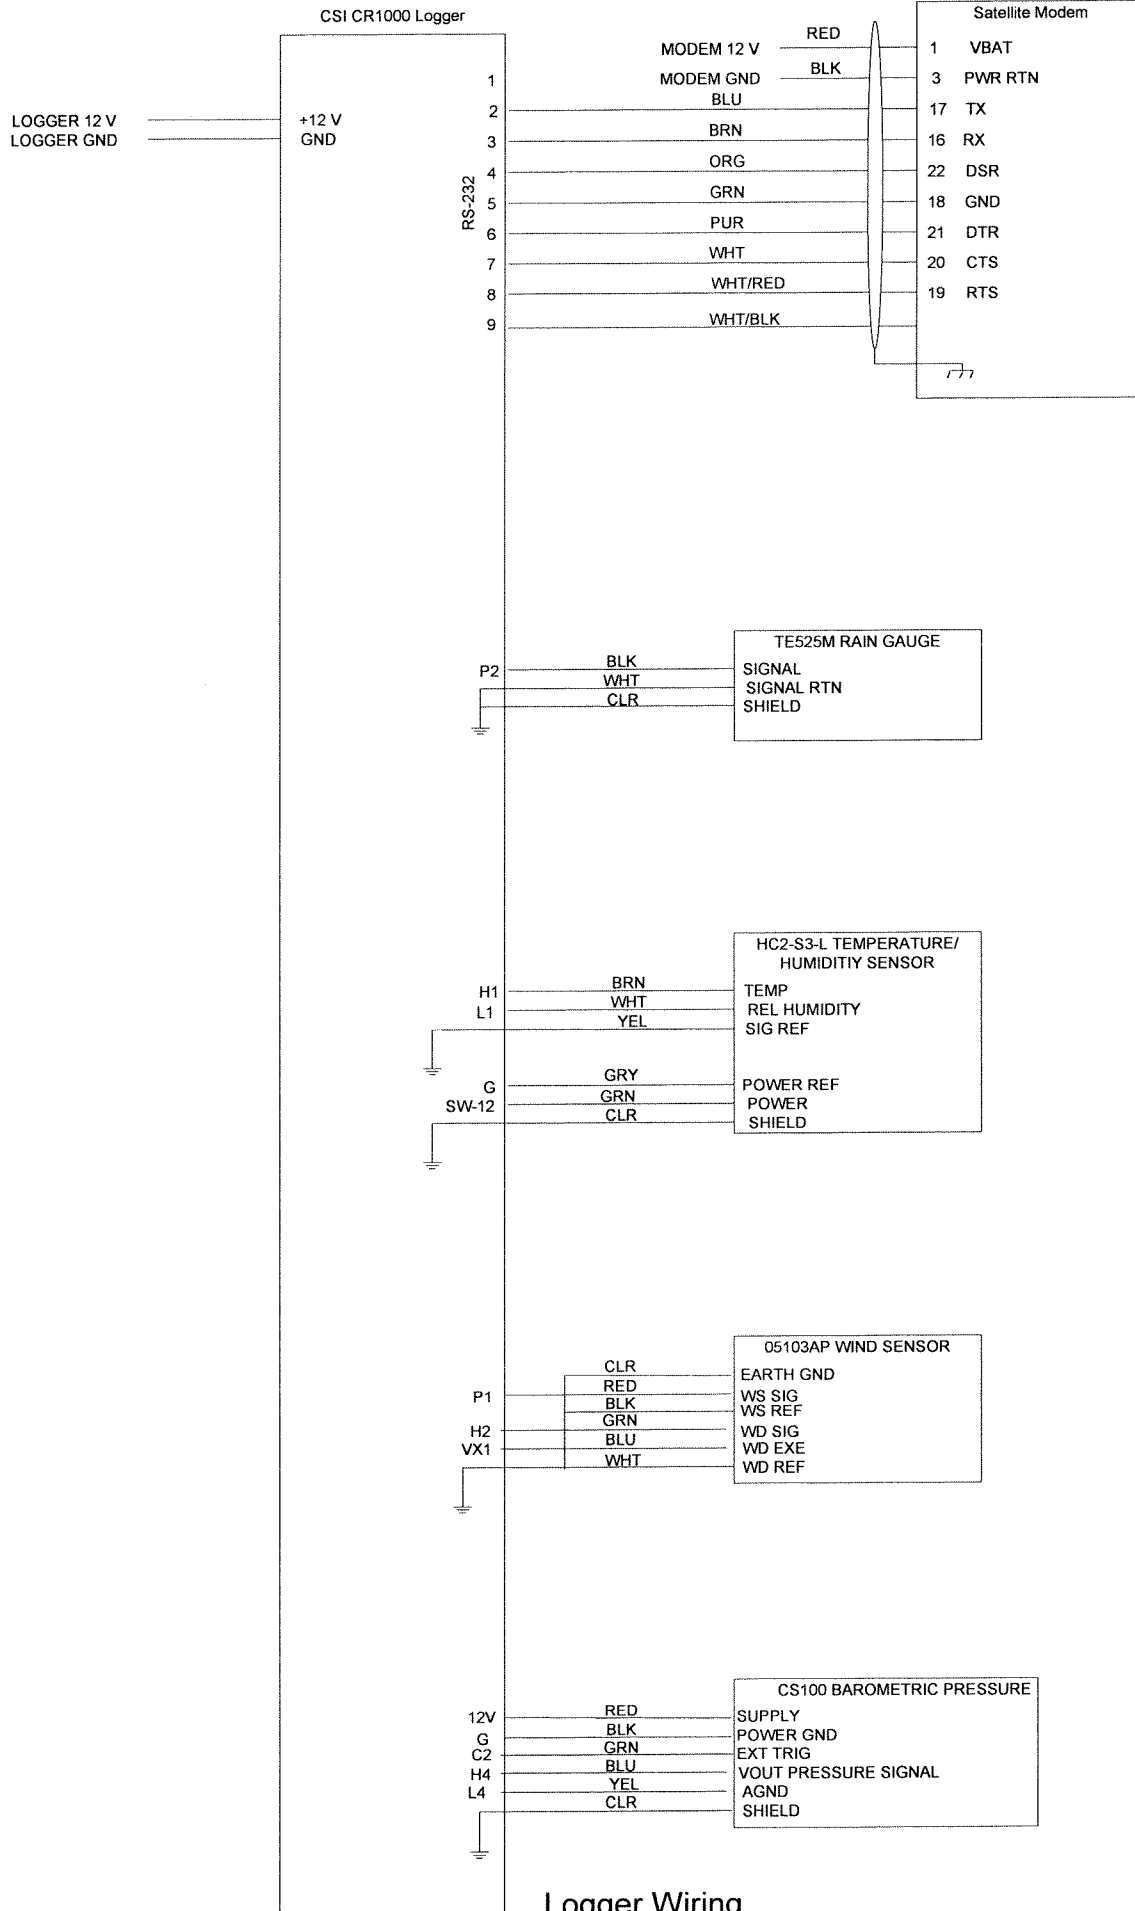 CSI CR1000 Logger
Satellite Modem
MODEM 12 V RED 1 VBAT
MODEM GND BLK 3 PWR RTN
1
2 BLU 17 TX
LOGGER 12 V +12 V
LOGGER GND GND
3 BRN 16 RX
4 ORG 22 DSR
RS-232
5 GRN 18 GND
6 PUR 21 DTR
7 WHT 20 CTS
8 WHT/RED 19 RTS
9 WHT/BLK
TE525M RAIN GAUGE
P2 BLK SIGNAL
WHT SIGNAL RTN
CLR SHIELD
HC2-S3-L TEMPERATURE/
HUMIDITIY SENSOR
H1 BRN TEMP
L1 WHT REL HUMIDITY
YEL SIG REF
G GRY POWER REF
SW-12 GRN POWER
CLR SHIELD
05103AP WIND SENSOR
CLR EARTH GND
P1 RED WS SIG
BLK WS REF
H2 GRN WD SIG
VX1 BLU WD EXE
WHT WD REF
CS100 BAROMETRIC PRESSURE
12V RED SUPPLY
G BLK POWER GND
C2 GRN EXT TRIG
H4 BLU VOUT PRESSURE SIGNAL
L4 YEL AGND
CLR SHIELD
Logger Wiring